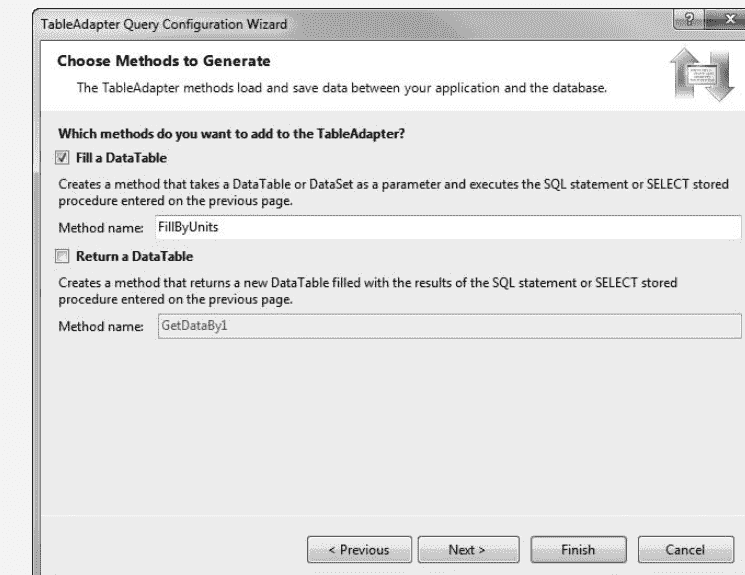 TableAdapter Query Configuration Wizard
Choose Methods to Generate
The TableAdapter methods load and save data between your application and the database.
Which methods do you want to add to the TableAdapter?
Fill a DataTable
Creates a method that takes a DataTable or DataSet as a parameter and executes the SQL statement or SELECT stored
procedure entered on the previous page.
Method name: FillByUnits
Return a DataTable
Creates a method that returns a new DataTable filled with the results of the SQL statement or SELECT stored
procedure entered on the previous page.
Method name: GetDataBy1
< Previous Next > Finish Cancel